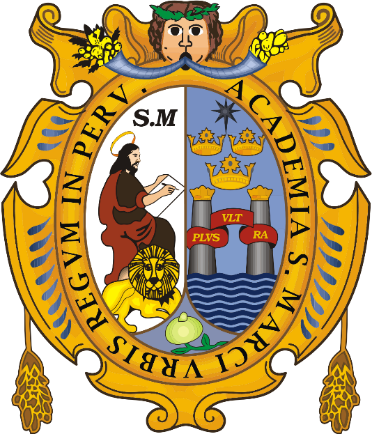 ACADEMIA S. MARCI VRBIS REGVM IN PERV .
S.M
PLVS VLT RA